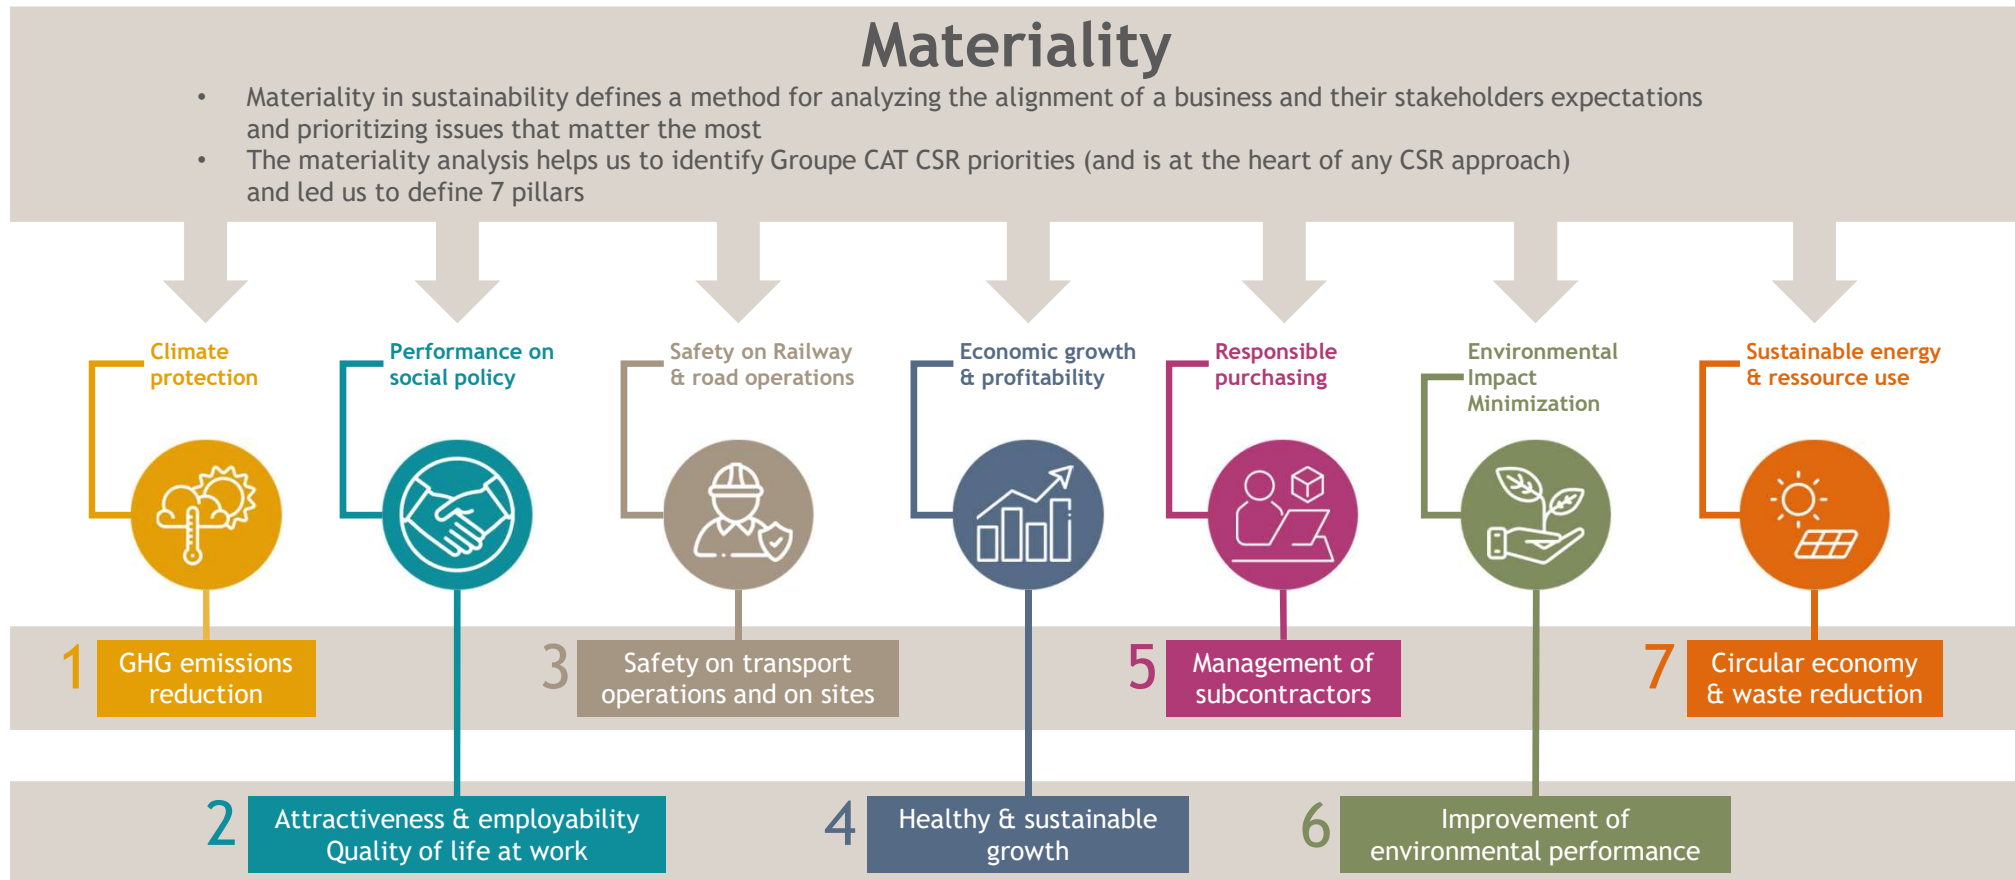 Materiality
• Materiality in sustainability defines a method for analyzing the alignment of a business and their stakeholders expectations
and prioritizing issues that matter the most
• The materiality analysis helps us to identify Groupe CAT CSR priorities (and is at the heart of any CSR approach)
and led us to define 7 pillars
Climate
protection
Performance on
social policy
Safety on Railway
& road operations
Economic growth
& profitability
Responsible
purchasing
Environmental
Impact
Minimization
Sustainable energy
& ressource use
1
GHG emissions
reduction
2
Attractiveness & employability
Quality of life at work
3
Safety on transport
operations and on sites
4
Healthy & sustainable
growth
5
Management of
subcontractors
6
Improvement of
environmental performance
7
Circular economy
& waste reduction